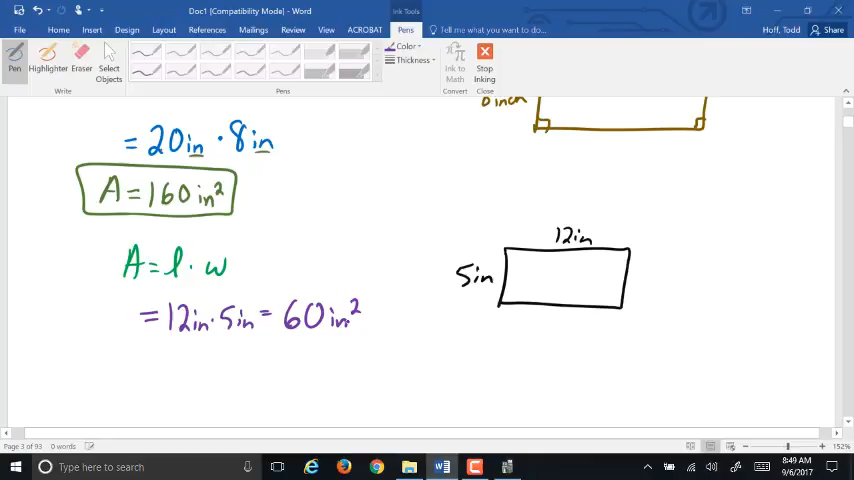 Doc1 [Compatibility Mode] - Word
Ink Tools
Hoff, Todd
Share
File Home Insert Design Layout References Mailings Review View ACROBAT Pens Tell me what you want to do...
Pen Highlighter Eraser Select Objects
Color
Thickness
Ink to Math
Stop Inking
Write Pens Convert Close
inch
= 20in · 8in
A = 160 in²
A = l · w
= 12in · 5in = 60in²
12in
5in
Page 3 of 93 0 words
152%
Type here to search
8:49 AM
9/6/2017